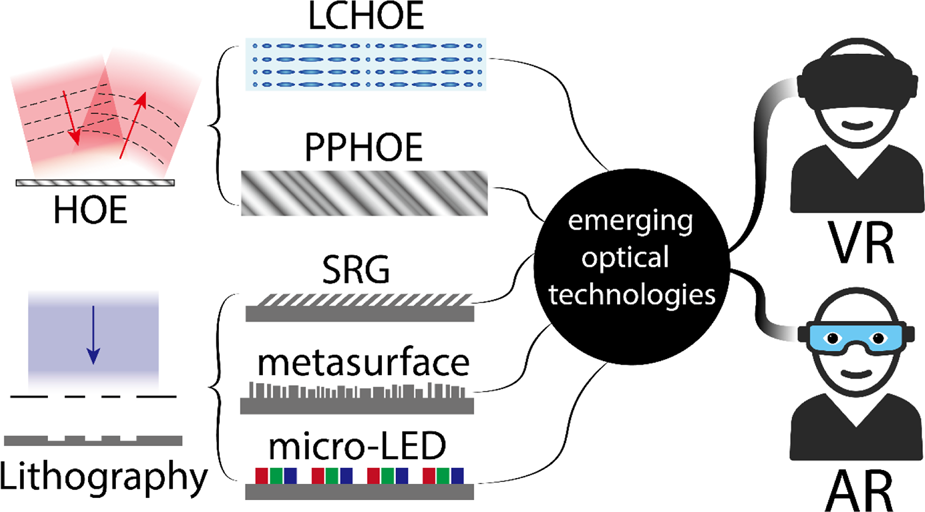 LCHOE
PPHOE
HOE
SRG
metasurface
micro-LED
Lithography
emerging
optical
technologies
VR
AR